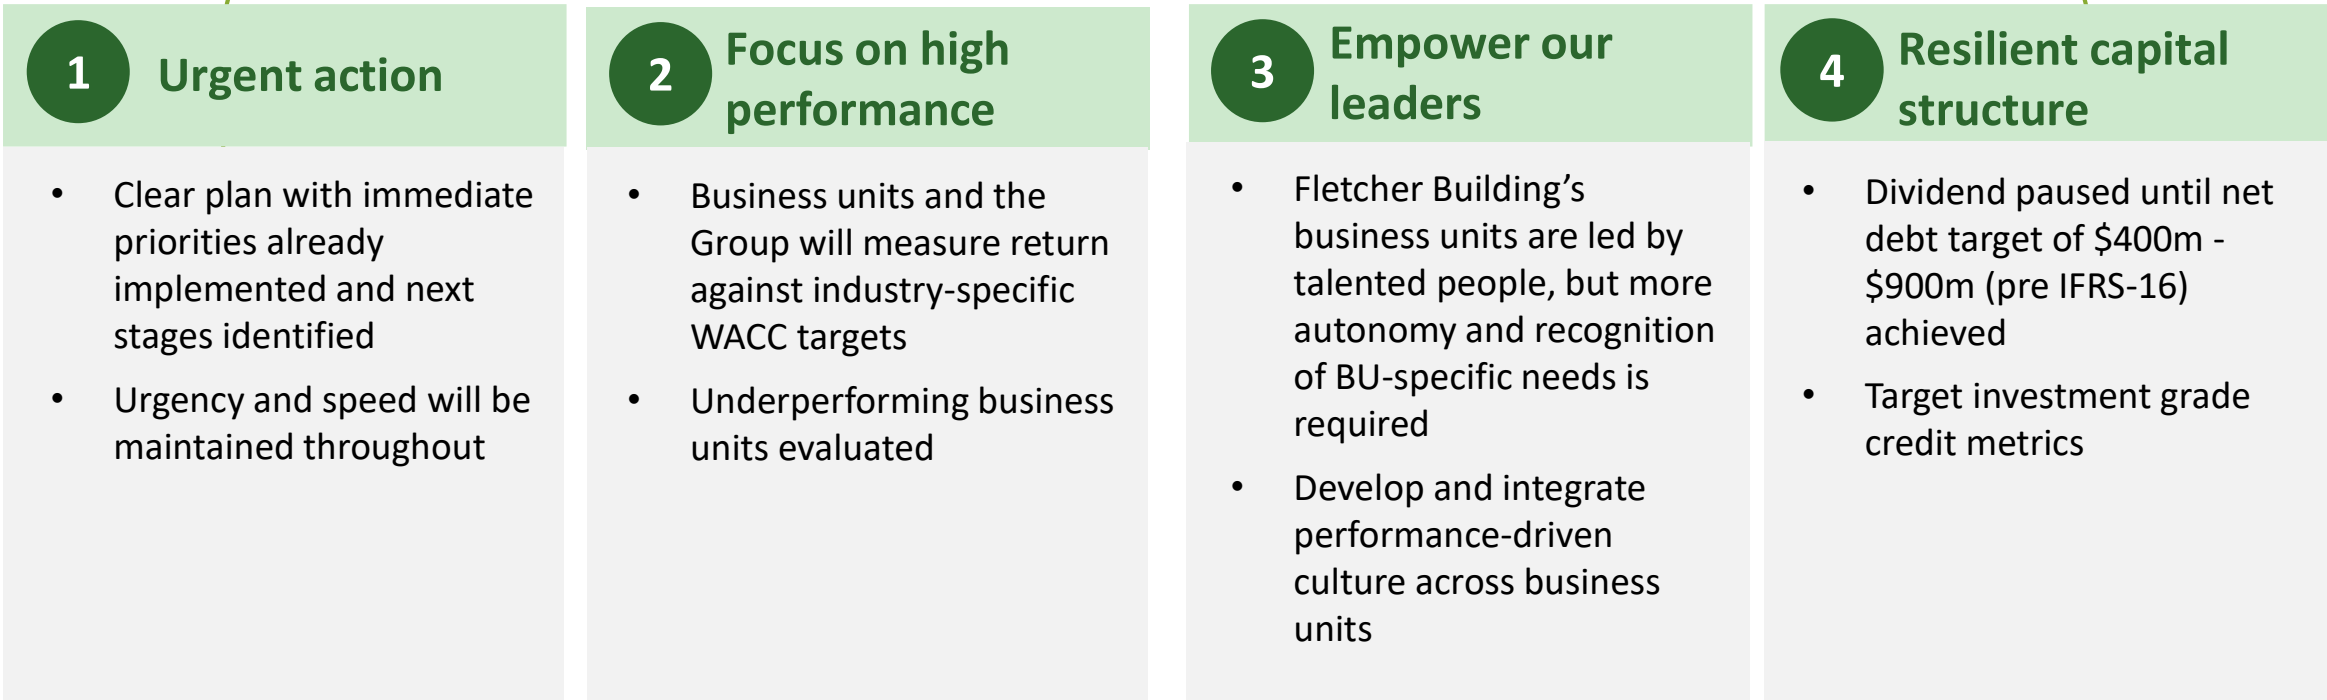 1
Urgent action
• Clear plan with immediate
priorities already
implemented and next
stages identified
• Urgency and speed will be
maintained throughout
2
Focus on high
performance
• Business units and the
Group will measure return
against industry-specific
WACC targets
• Underperforming business
units evaluated
3
Empower our
leaders
• Fletcher Building’s
business units are led by
talented people, but more
autonomy and recognition
of BU-specific needs is
required
• Develop and integrate
performance-driven
culture across business
units
4
Resilient capital
structure
• Dividend paused until net
debt target of $400m -
$900m (pre IFRS-16)
achieved
• Target investment grade
credit metrics